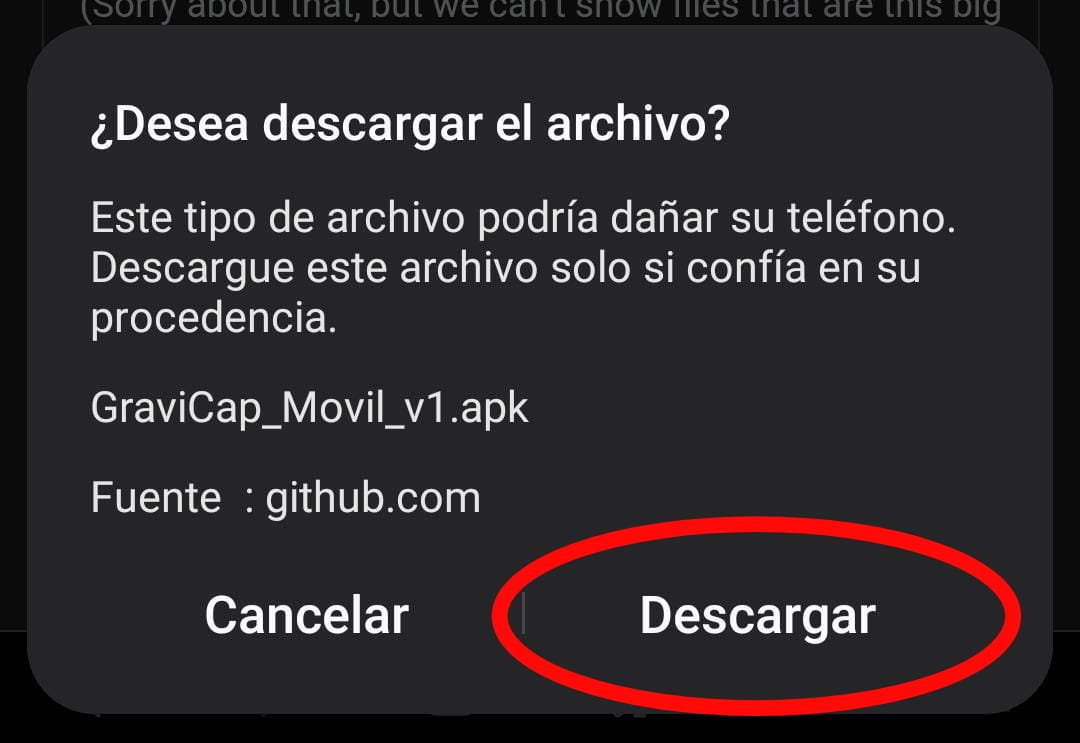 (Sorry about that, but we can't show files that are this big
¿Desea descargar el archivo?
Este tipo de archivo podría dañar su teléfono.
Descargue este archivo solo si confía en su
procedencia.
GraviCap_Movil_v1.apk
Fuente : github.com
Cancelar
Descargar